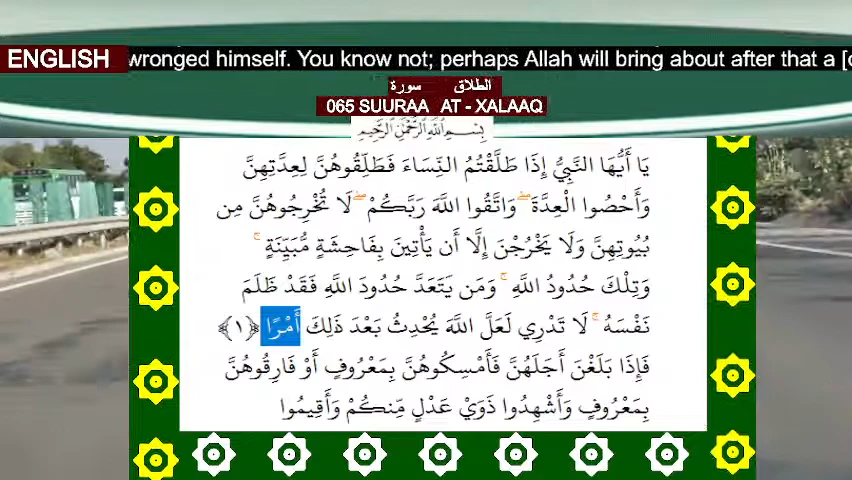 ENGLISH
wronged himself. You know not; perhaps Allah will bring about after that a [
سورة الطلاق
065 SUURAA AT - XALAAQ
بِسْمِ اللَّهِ الرَّحْمَٰنِ الرَّحِيمِ
يَا أَيُّهَا النَّبِيُّ إِذَا طَلَّقْتُمُ النِّسَاءَ فَطَلِّقُوهُنَّ لِعِدَّتِهِنَّ
وَأَحْصُوا الْعِدَّةَ ۖ وَاتَّقُوا اللَّهَ رَبَّكُمْ ۖ لَا تُخْرِجُوهُنَّ مِن
بُيُوتِهِنَّ وَلَا يَخْرُجْنَ إِلَّا أَن يَأْتِينَ بِفَاحِشَةٍ مُّبَيِّنَةٍ ۚ
وَتِلْكَ حُدُودُ اللَّهِ ۚ وَمَن يَتَعَدَّ حُدُودَ اللَّهِ فَقَدْ ظَلَمَ
نَفْسَهُ ۚ لَا تَدْرِي لَعَلَّ اللَّهَ يُحْدِثُ بَعْدَ ذَٰلِكَ أَمْرًا ﴿١﴾
فَإِذَا بَلَغْنَ أَجَلَهُنَّ فَأَمْسِكُوهُنَّ بِمَعْرُوفٍ أَوْ فَارِقُوهُنَّ
بِمَعْرُوفٍ وَأَشْهِدُوا ذَوَيْ عَدْلٍ مِّنكُمْ وَأَقِيمُوا